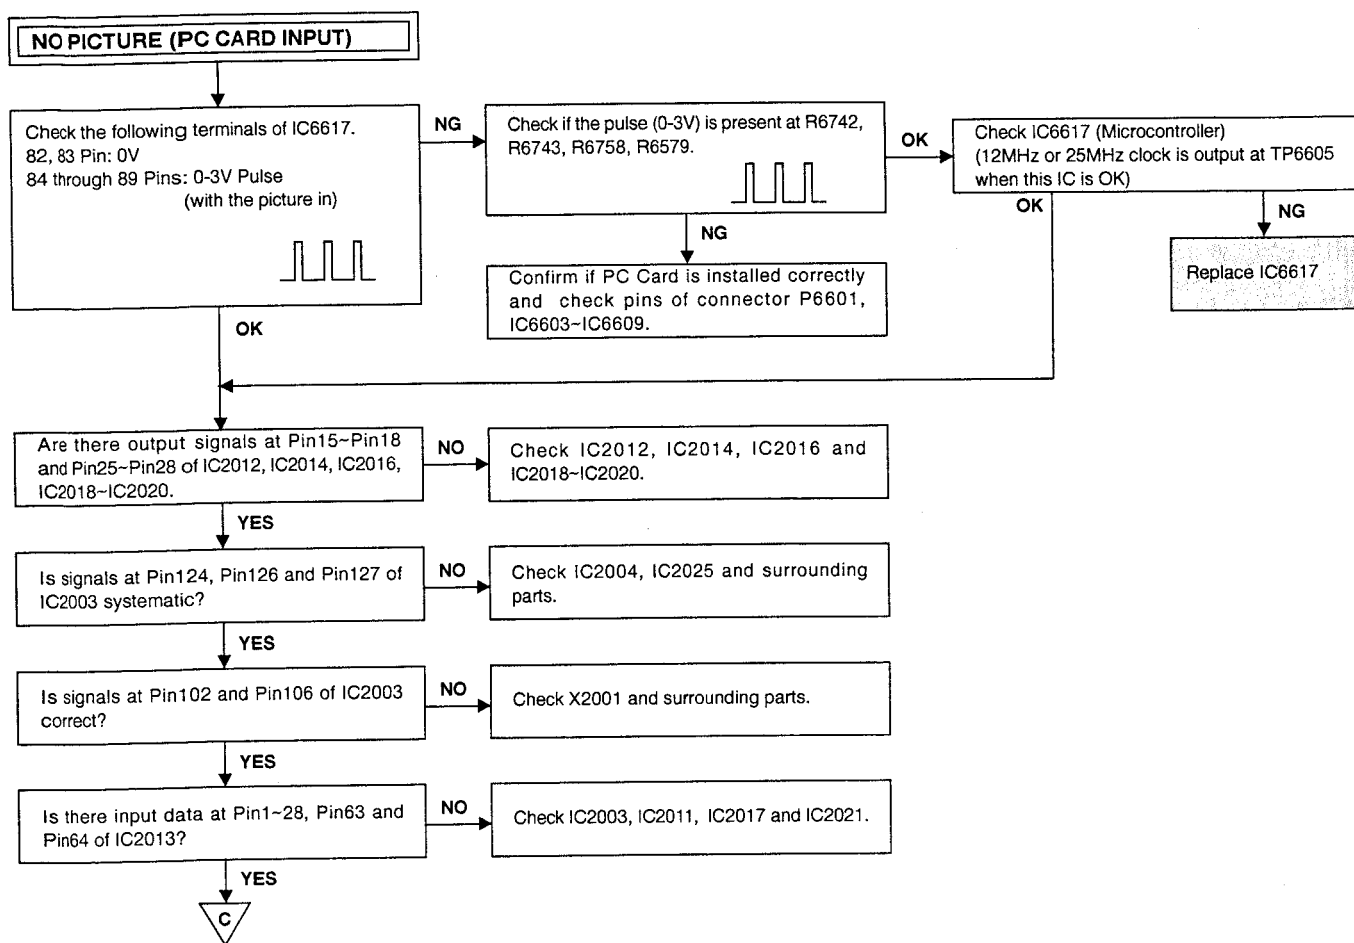 NO PICTURE (PC CARD INPUT)
Check the following terminals of IC6617.
82, 83 Pin: 0V
84 through 89 Pins: 0-3V Pulse
(with the picture in)
NG
Check if the pulse (0-3V) is present at R6742,
R6743, R6758, R6579.
OK
Check IC6617 (Microcontroller)
(12MHz or 25MHz clock is output at TP6605
when this IC is OK)
OK
NG
Replace IC6617
NG
Confirm if PC Card is installed correctly
and check pins of connector P6601,
IC6603~IC6609.
OK
Are there output signals at Pin15~Pin18
and Pin25~Pin28 of IC2012, IC2014, IC2016,
IC2018~IC2020.
NO
Check IC2012, IC2014, IC2016 and
IC2018~IC2020.
YES
Is signals at Pin124, Pin126 and Pin127 of
IC2003 systematic?
NO
Check IC2004, IC2025 and surrounding
parts.
YES
Is signals at Pin102 and Pin106 of IC2003
correct?
NO
Check X2001 and surrounding parts.
YES
Is there input data at Pin1~28, Pin63 and
Pin64 of IC2013?
NO
Check IC2003, IC2011, IC2017 and IC2021.
YES
C